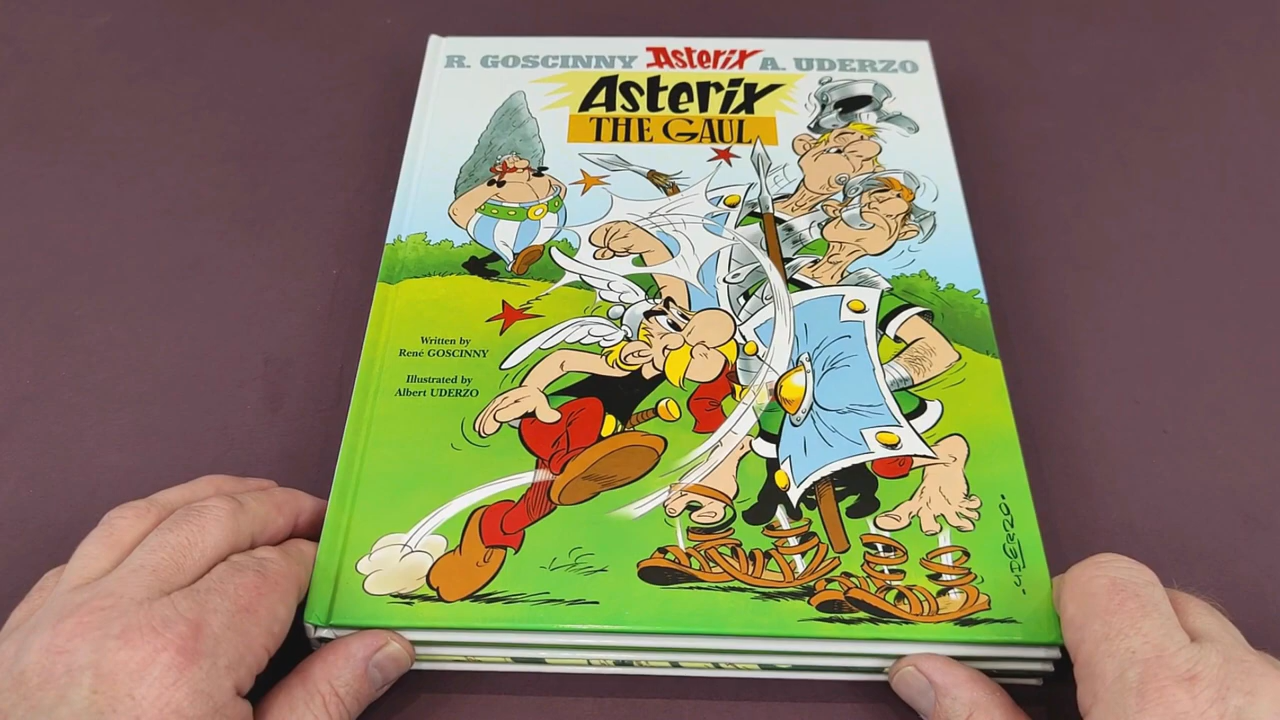 R. GOSCINNY Asterix A. UDERZO
Asterix
THE GAUL
Written by
René GOSCINNY
Illustrated by
Albert UDERZO
-UDERZO-